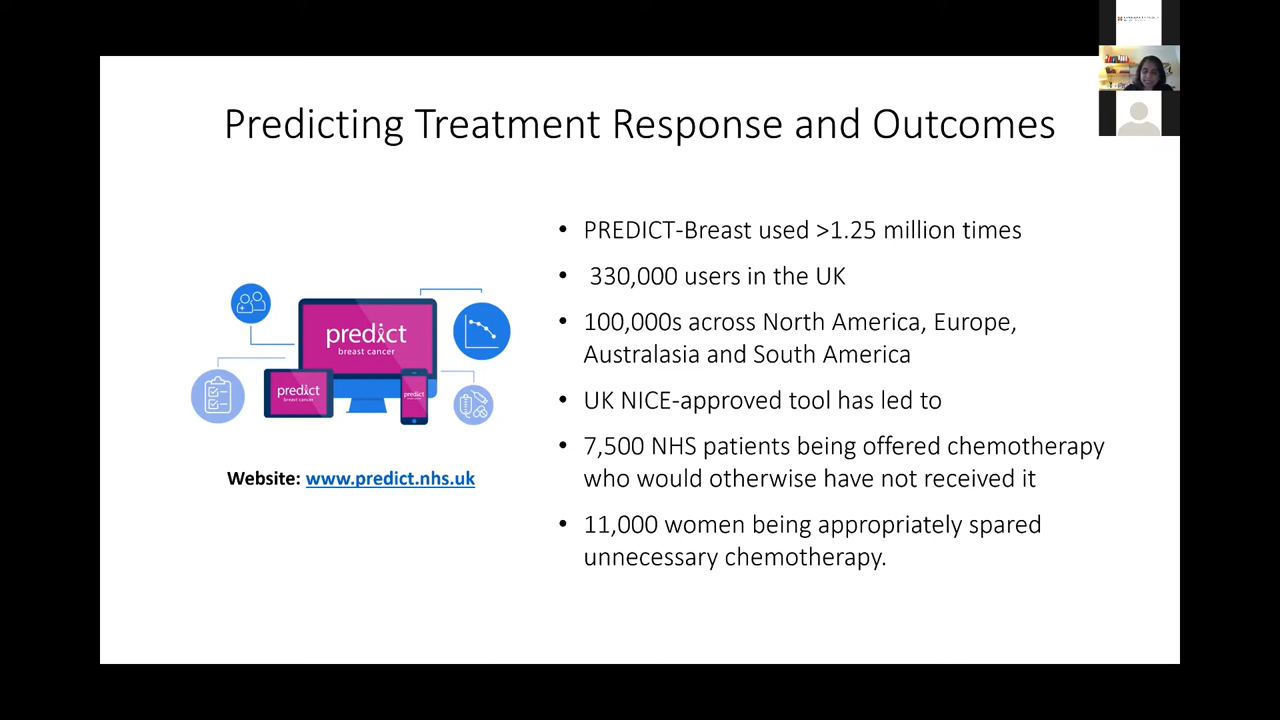 Predicting Treatment Response and Outcomes
• PREDICT-Breast used >1.25 million times
• 330,000 users in the UK
• 100,000s across North America, Europe,
Australasia and South America
• UK NICE-approved tool has led to
• 7,500 NHS patients being offered chemotherapy
who would otherwise have not received it
• 11,000 women being appropriately spared
unnecessary chemotherapy.
predict
breast cancer
predict
breast cancer
predict
Website: www.predict.nhs.uk